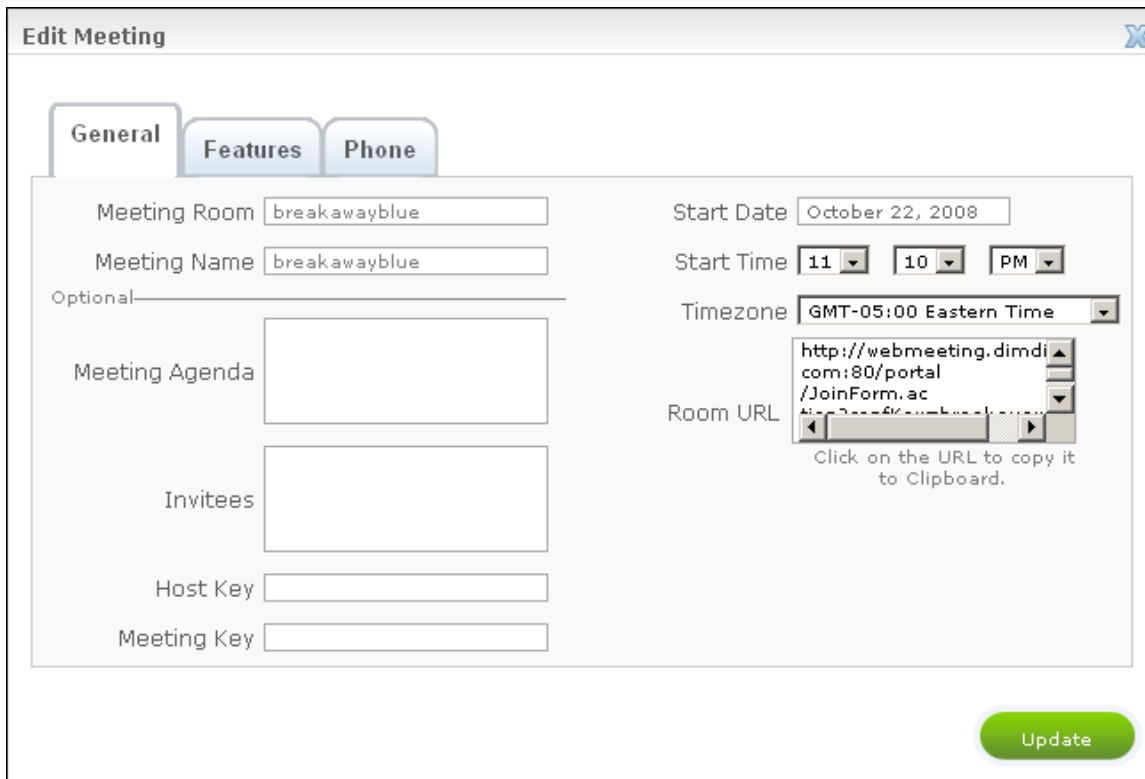 Edit Meeting
X
General
Features
Phone
Meeting Room breakawayblue
Meeting Name breakawayblue
Optional
Meeting Agenda
Invitees
Host Key
Meeting Key
Start Date October 22, 2008
Start Time 11 10 PM
Timezone GMT-05:00 Eastern Time
Room URL
http://webmeeting.dimdi
com:80/portal
/JoinForm.ac
Click on the URL to copy it
to Clipboard.
Update